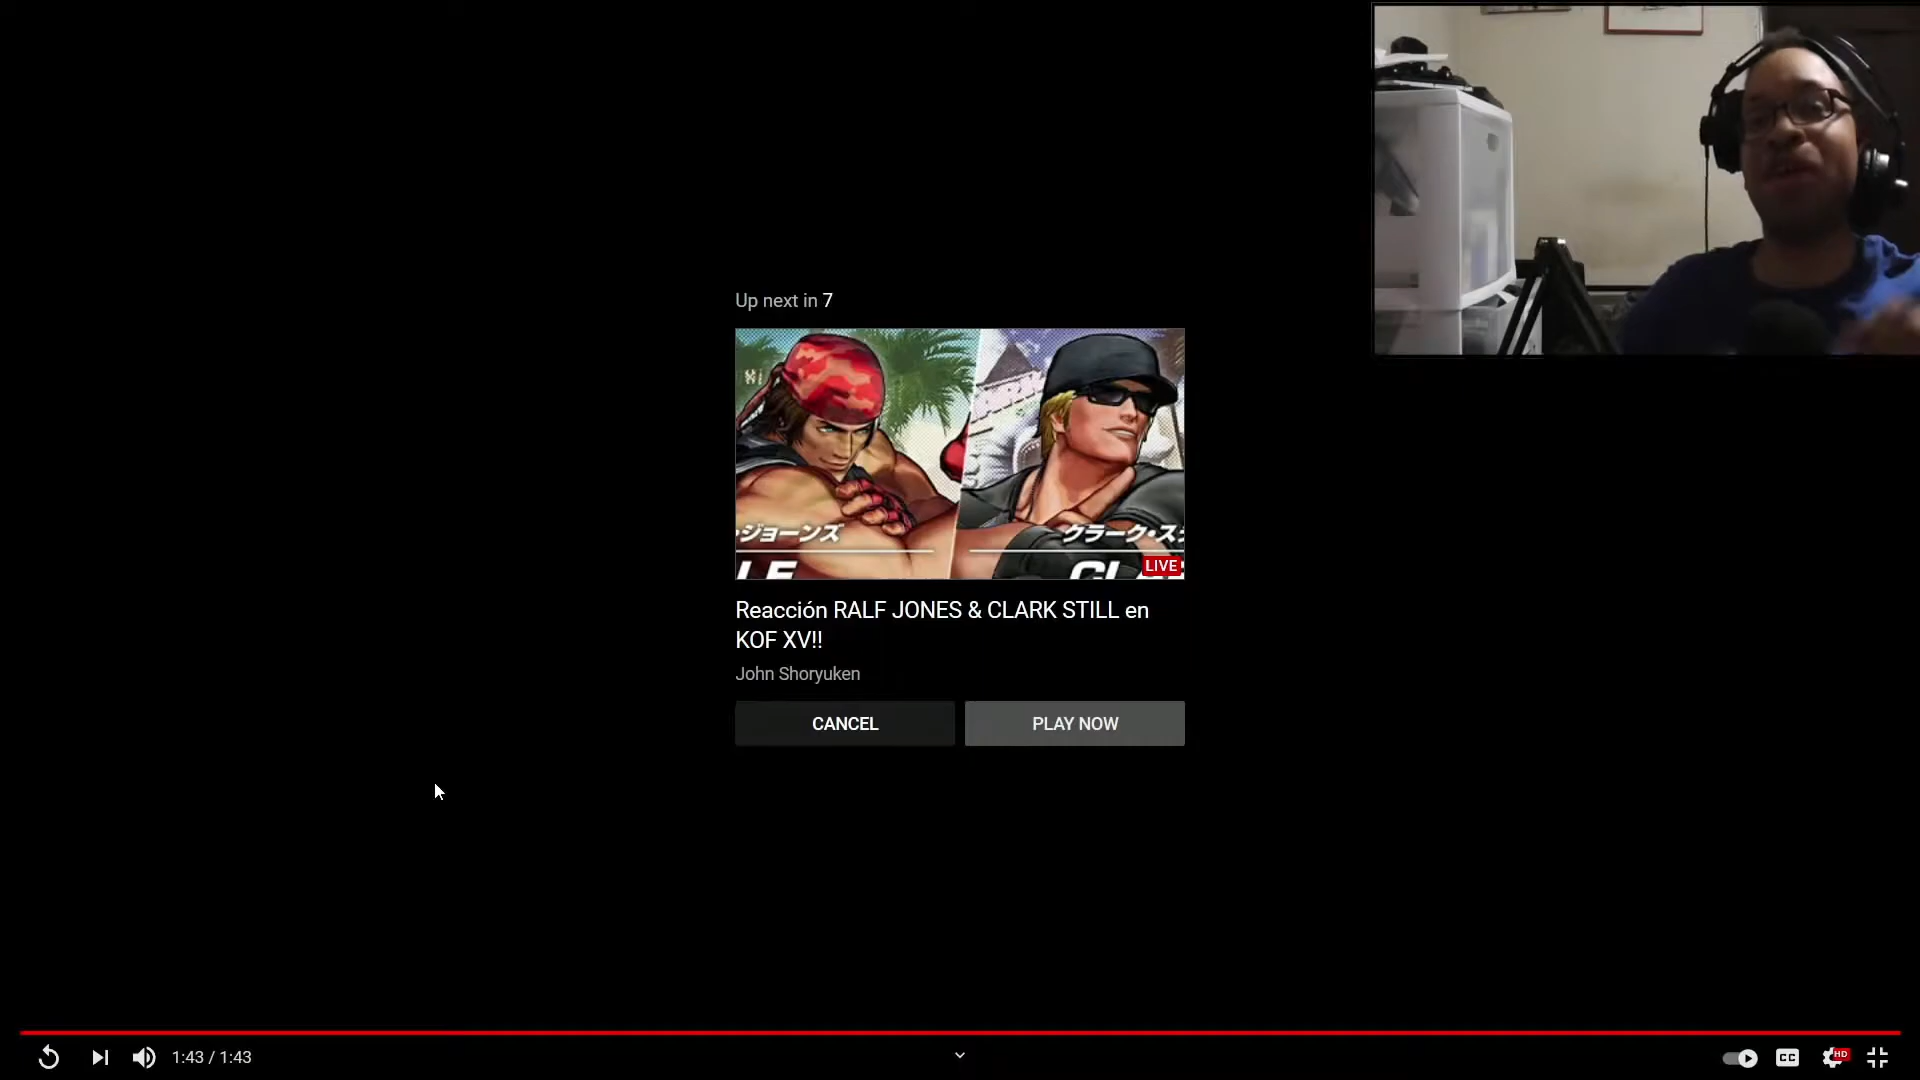 Up next in 7
ジョーンズ
クラーク・ス
LIVE
Reacción RALF JONES & CLARK STILL en
KOF XV!!
John Shoryuken
CANCEL
PLAY NOW
1:43 / 1:43
CC
HD